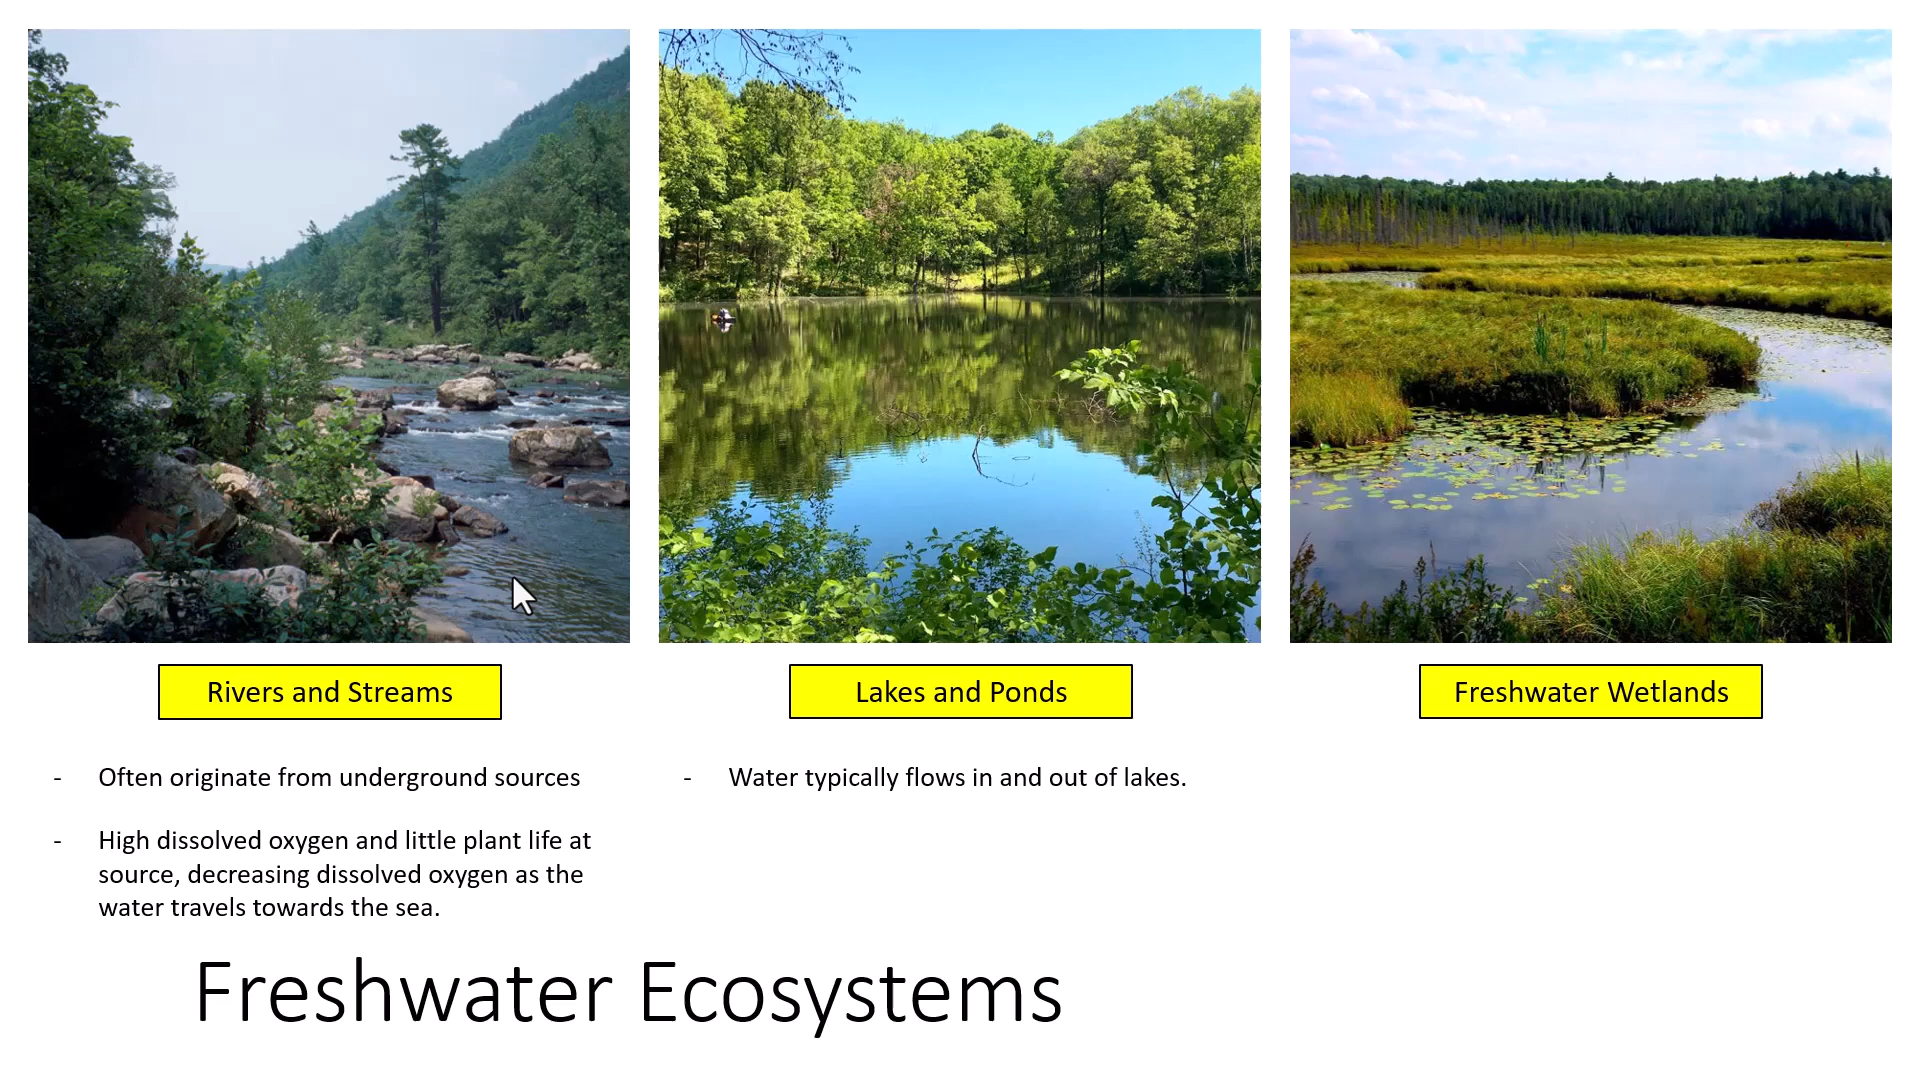 Rivers and Streams
Lakes and Ponds
Freshwater Wetlands
- Often originate from underground sources
- High dissolved oxygen and little plant life at
source, decreasing dissolved oxygen as the
water travels towards the sea.
- Water typically flows in and out of lakes.
Freshwater Ecosystems